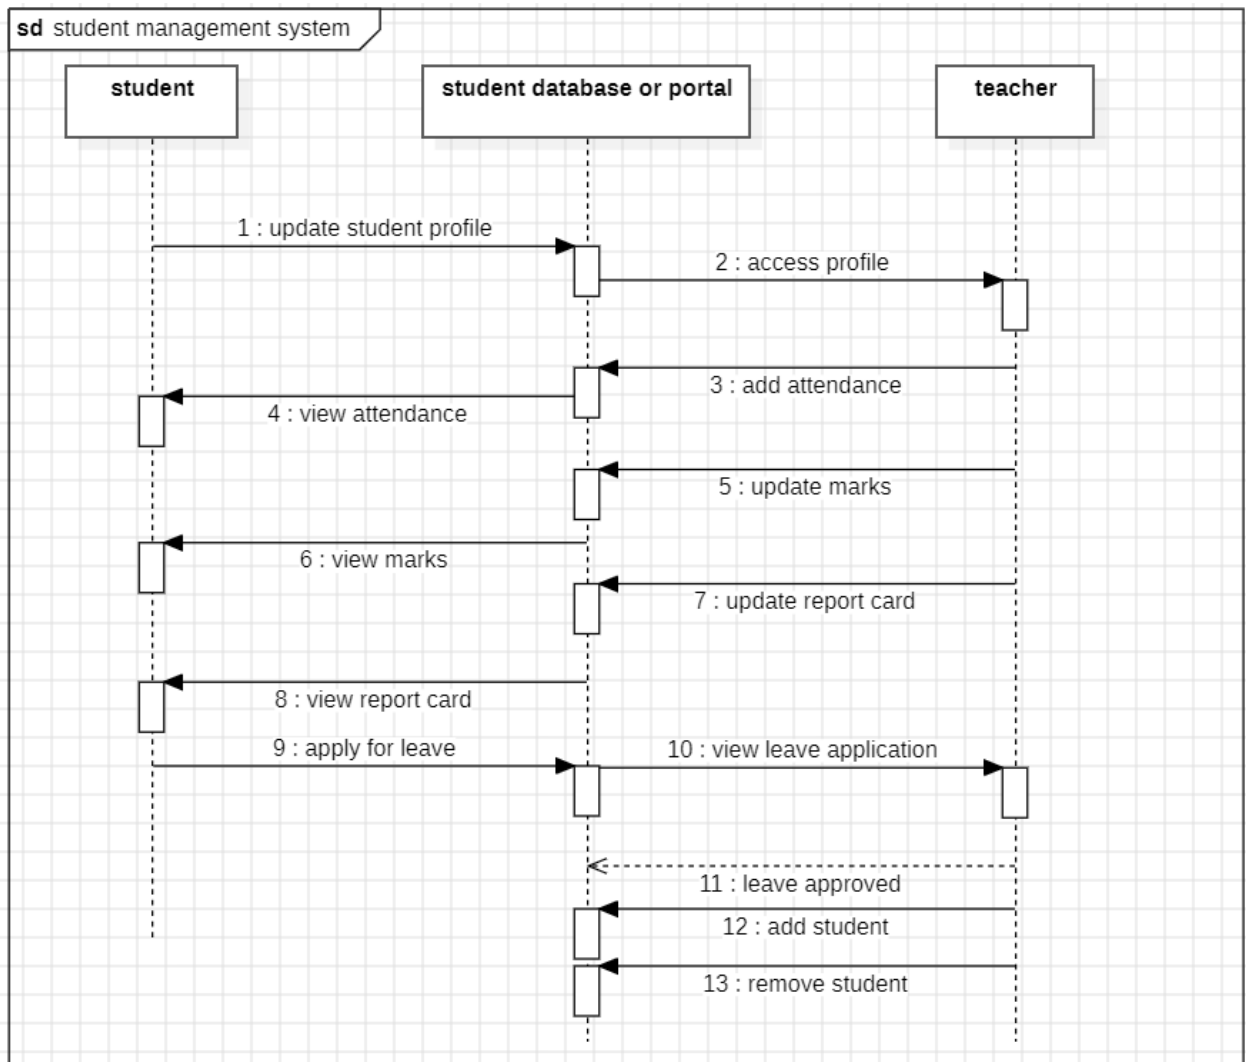 sd student management system
student
student database or portal
teacher
1 : update student profile
2 : access profile
3 : add attendance
4 : view attendance
5 : update marks
6 : view marks
7 : update report card
8 : view report card
9 : apply for leave
10 : view leave application
11 : leave approved
12 : add student
13 : remove student